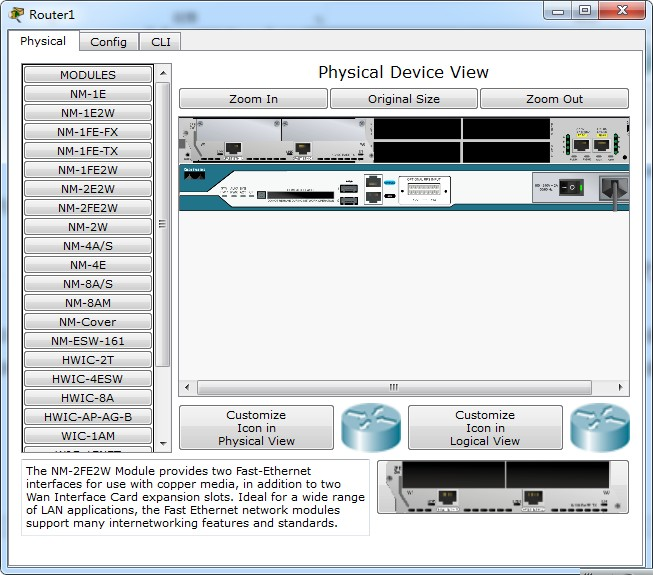 Router1
Physical
Config
CLI
MODULES
NM-1E
NM-1E2W
NM-1FE-FX
NM-1FE-TX
NM-1FE2W
NM-2E2W
NM-2FE2W
NM-2W
NM-4A/S
NM-4E
NM-8A/S
NM-8AM
NM-Cover
NM-ESW-161
HWIC-2T
HWIC-4ESW
HWIC-8A
HWIC-AP-AG-B
WIC-1AM
Physical Device View
Zoom In
Original Size
Zoom Out
Customize
Icon in
Physical View
Customize
Icon in
Logical View
The NM-2FE2W Module provides two Fast-Ethernet
interfaces for use with copper media, in addition to two
Wan Interface Card expansion slots. Ideal for a wide range
of LAN applications, the Fast Ethernet network modules
support many internetworking features and standards.